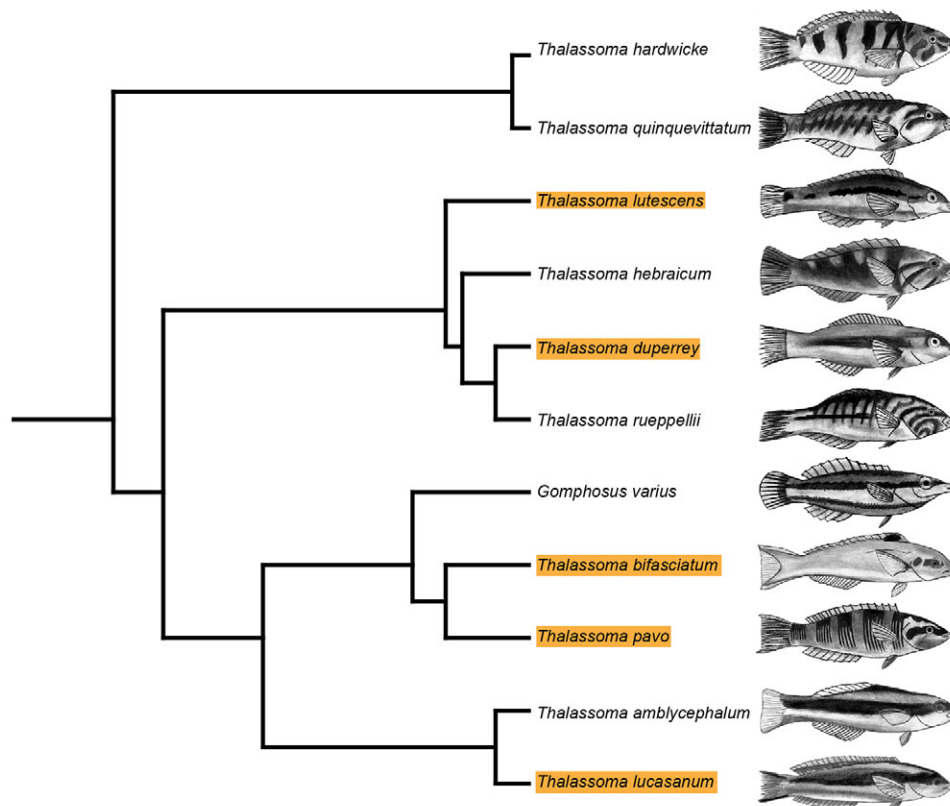 Thalassoma hardwicke
Thalassoma quinquevittatum
Thalassoma lutescens
Thalassoma hebraicum
Thalassoma duperrey
Thalassoma rueppellii
Gomphosus varius
Thalassoma bifasciatum
Thalassoma pavo
Thalassoma amblycephalum
Thalassoma lucasanum